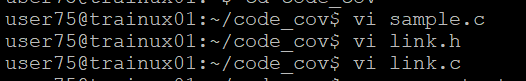 user75@trainux01:~/code_cov$ vi sample.c
user75@trainux01:~/code_cov$ vi link.h
user75@trainux01:~/code_cov$ vi link.c